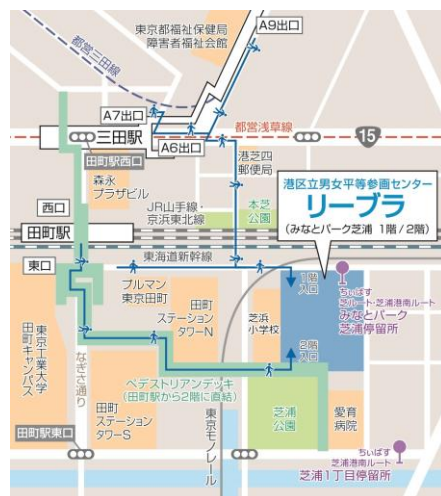 東京都福祉保健局
障害者福祉会館
A9出口
都営三田線
A7出口
三田駅
A6出口
都営浅草線
15
田町駅西口
森永
プラザビル
港芝四
郵便局
JR山手線・
京浜東北線
本芝
公園
港区立男女平等参画センター
リーブラ
(みなとパーク芝浦 1階/2階)
西口
田町駅
東口
東海道新幹線
プルマン
東京田町
田町
ステーション
タワーN
芝浜
小学校
1階
入口
ちぃばす
芝ルート・芝浦港南ルート
みなとパーク
芝浦停留所
東京工業大学
田町キャンパス
なぎさ通り
2階
入口
ペデストリアンデッキ
(田町駅から2階に直結)
田町
ステーション
タワーS
東京モノレール
芝浦
公園
愛育
病院
田町駅東口
ちぃばす
芝浦港南ルート
芝浦1丁目停留所